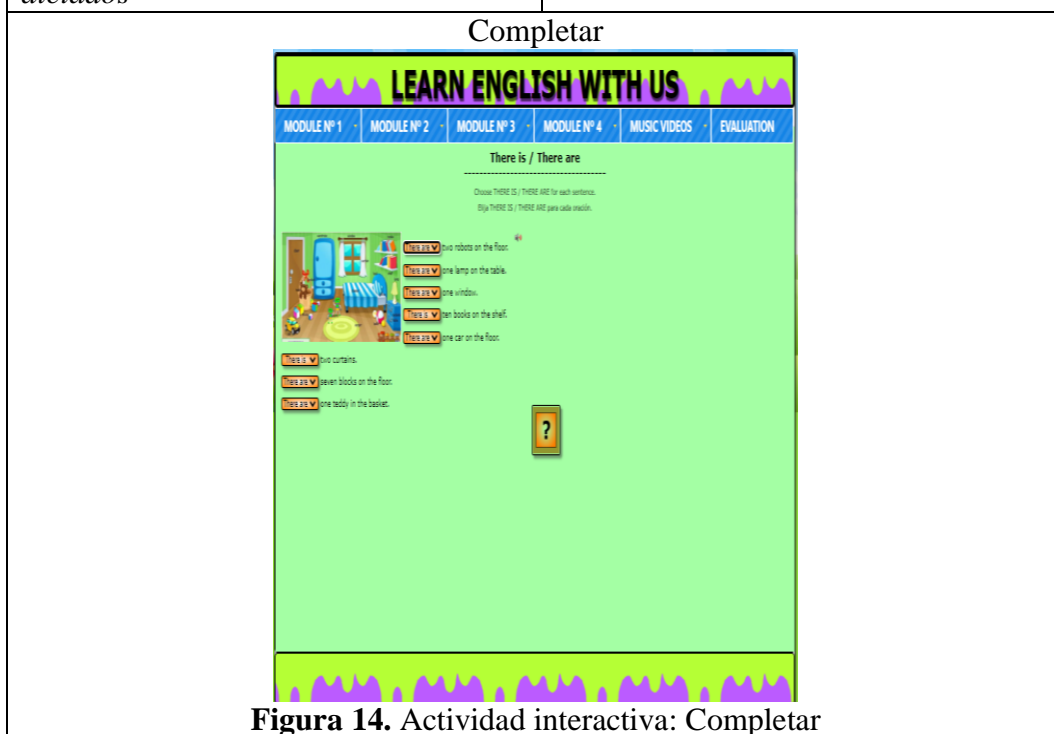 Completar
LEARN ENGLISH WITH US
MODULE Nº 1 MODULE Nº 2 MODULE Nº 3 MODULE Nº 4 MUSIC VIDEOS EVALUATION
There is / There are
--------------------------------------
Choose THERE IS / THERE ARE for each sentence.
Elija THERE IS / THERE ARE para cada oración.
There are two robots on the floor.
There are one lamp on the table.
There are one window.
There is ten books on the shelf.
There are one car on the floor.
There is two curtains.
There are seven blocks on the floor.
There are one teddy in the basket.
?
Figura 14. Actividad interactiva: Completar